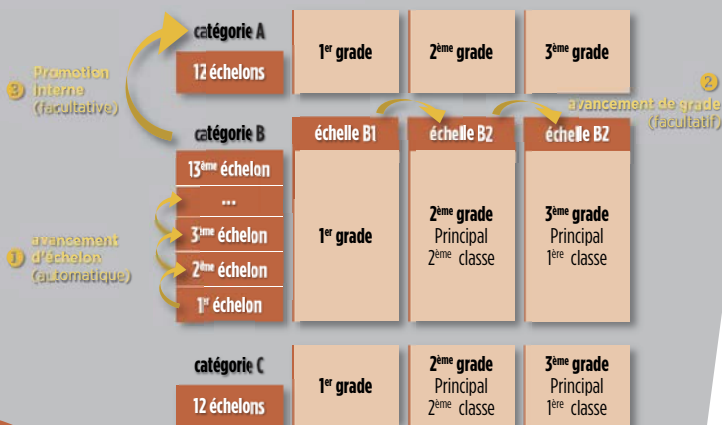 catégorie A
12 échelons
1er grade
2ème grade
3ème grade
❸ Promotion
interne
(facultative)
❷
avancement de grade
(facultatif)
catégorie B
échelle B1
échelle B2
échelle B2
13ème échelon
...
3ème échelon
2ème échelon
1er échelon
1er grade
2ème grade
Principal
2ème classe
3ème grade
Principal
1ère classe
❶ avancement
d'échelon
(automatique)
catégorie C
12 échelons
1er grade
2ème grade
Principal
2ème classe
3ème grade
Principal
1ère classe